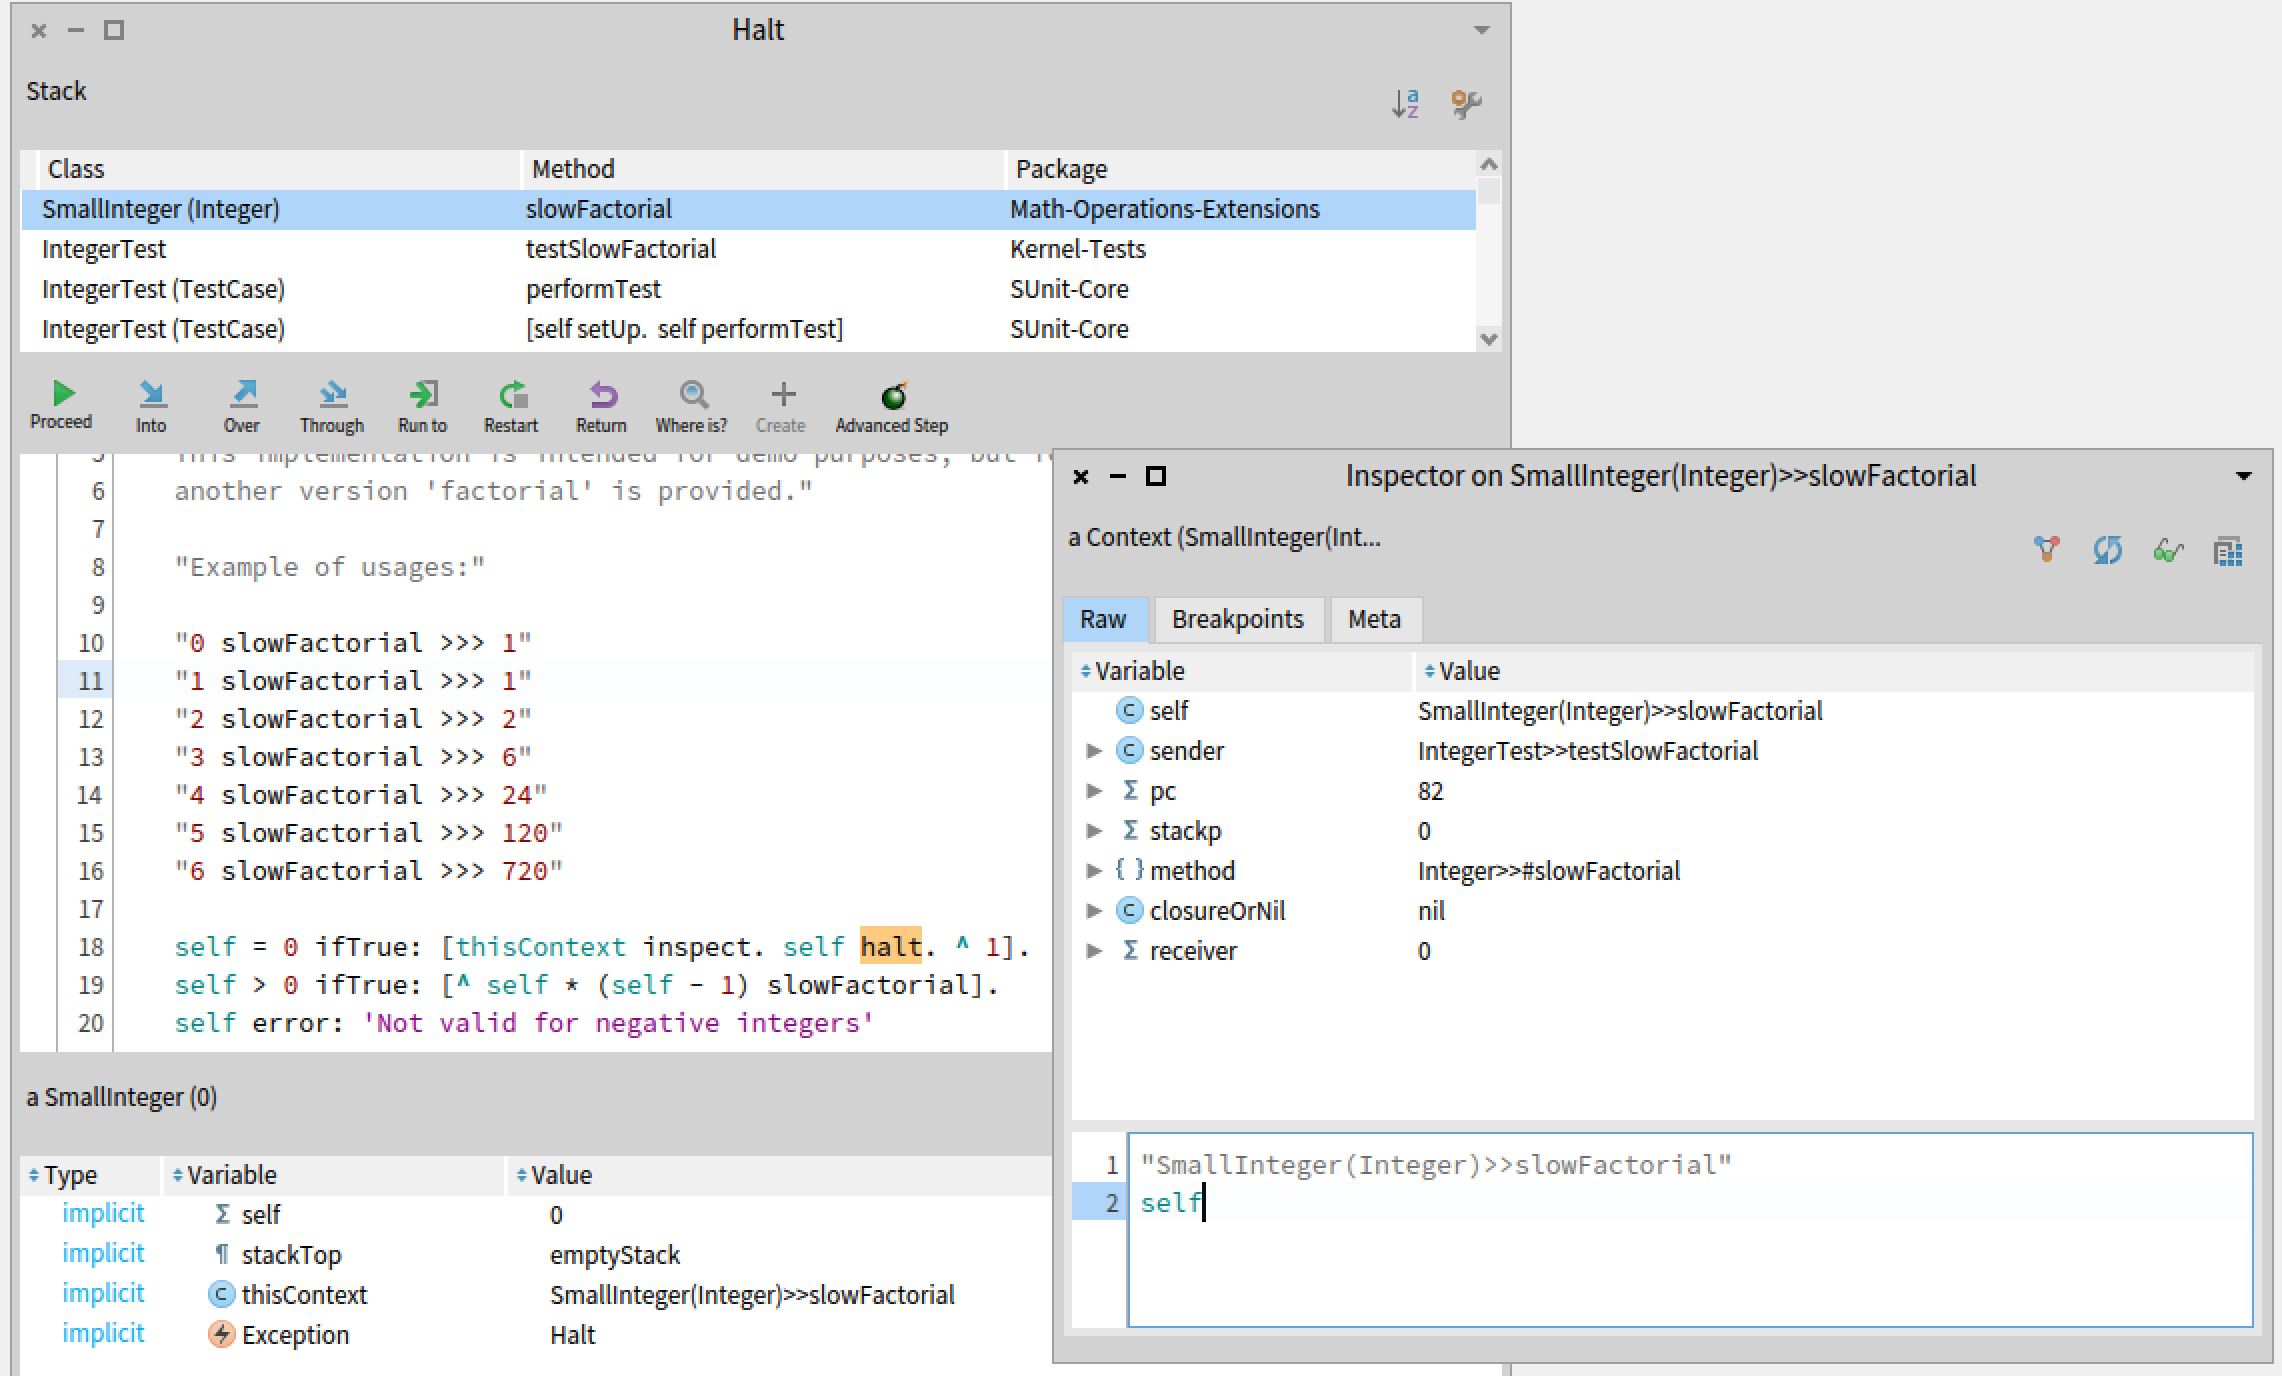 Halt
Stack
Class Method Package
SmallInteger (Integer) slowFactorial Math-Operations-Extensions
IntegerTest testSlowFactorial Kernel-Tests
IntegerTest (TestCase) performTest SUnit-Core
IntegerTest (TestCase) [self setUp. self performTest] SUnit-Core
Proceed Into Over Through Run to Restart Return Where is? Create Advanced Step
5 This implementation is intended for demo purposes, but
6 another version 'factorial' is provided."
7
8 "Example of usages:"
9
10 "0 slowFactorial >>> 1"
11 "1 slowFactorial >>> 1"
12 "2 slowFactorial >>> 2"
13 "3 slowFactorial >>> 6"
14 "4 slowFactorial >>> 24"
15 "5 slowFactorial >>> 120"
16 "6 slowFactorial >>> 720"
17
18 self = 0 ifTrue: [thisContext inspect. self halt. ^ 1].
19 self > 0 ifTrue: [^ self * (self - 1) slowFactorial].
20 self error: 'Not valid for negative integers'
a SmallInteger (0)
Type Variable Value
implicit Σ self 0
implicit ¶ stackTop emptyStack
implicit C thisContext SmallInteger(Integer)>>slowFactorial
implicit Exception Halt
Inspector on SmallInteger(Integer)>>slowFactorial
a Context (SmallInteger(Int...
Raw Breakpoints Meta
Variable Value
C self SmallInteger(Integer)>>slowFactorial
C sender IntegerTest>>testSlowFactorial
Σ pc 82
Σ stackp 0
{ } method Integer>>#slowFactorial
C closureOrNil nil
Σ receiver 0
1 "SmallInteger(Integer)>>slowFactorial"
2 self